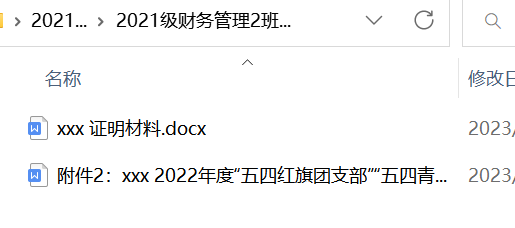 2021... 2021级财务管理2班...
名称 修改日
xxx 证明材料.docx 2023/
附件2：xxx 2022年度“五四红旗团支部”“五四青... 2023/